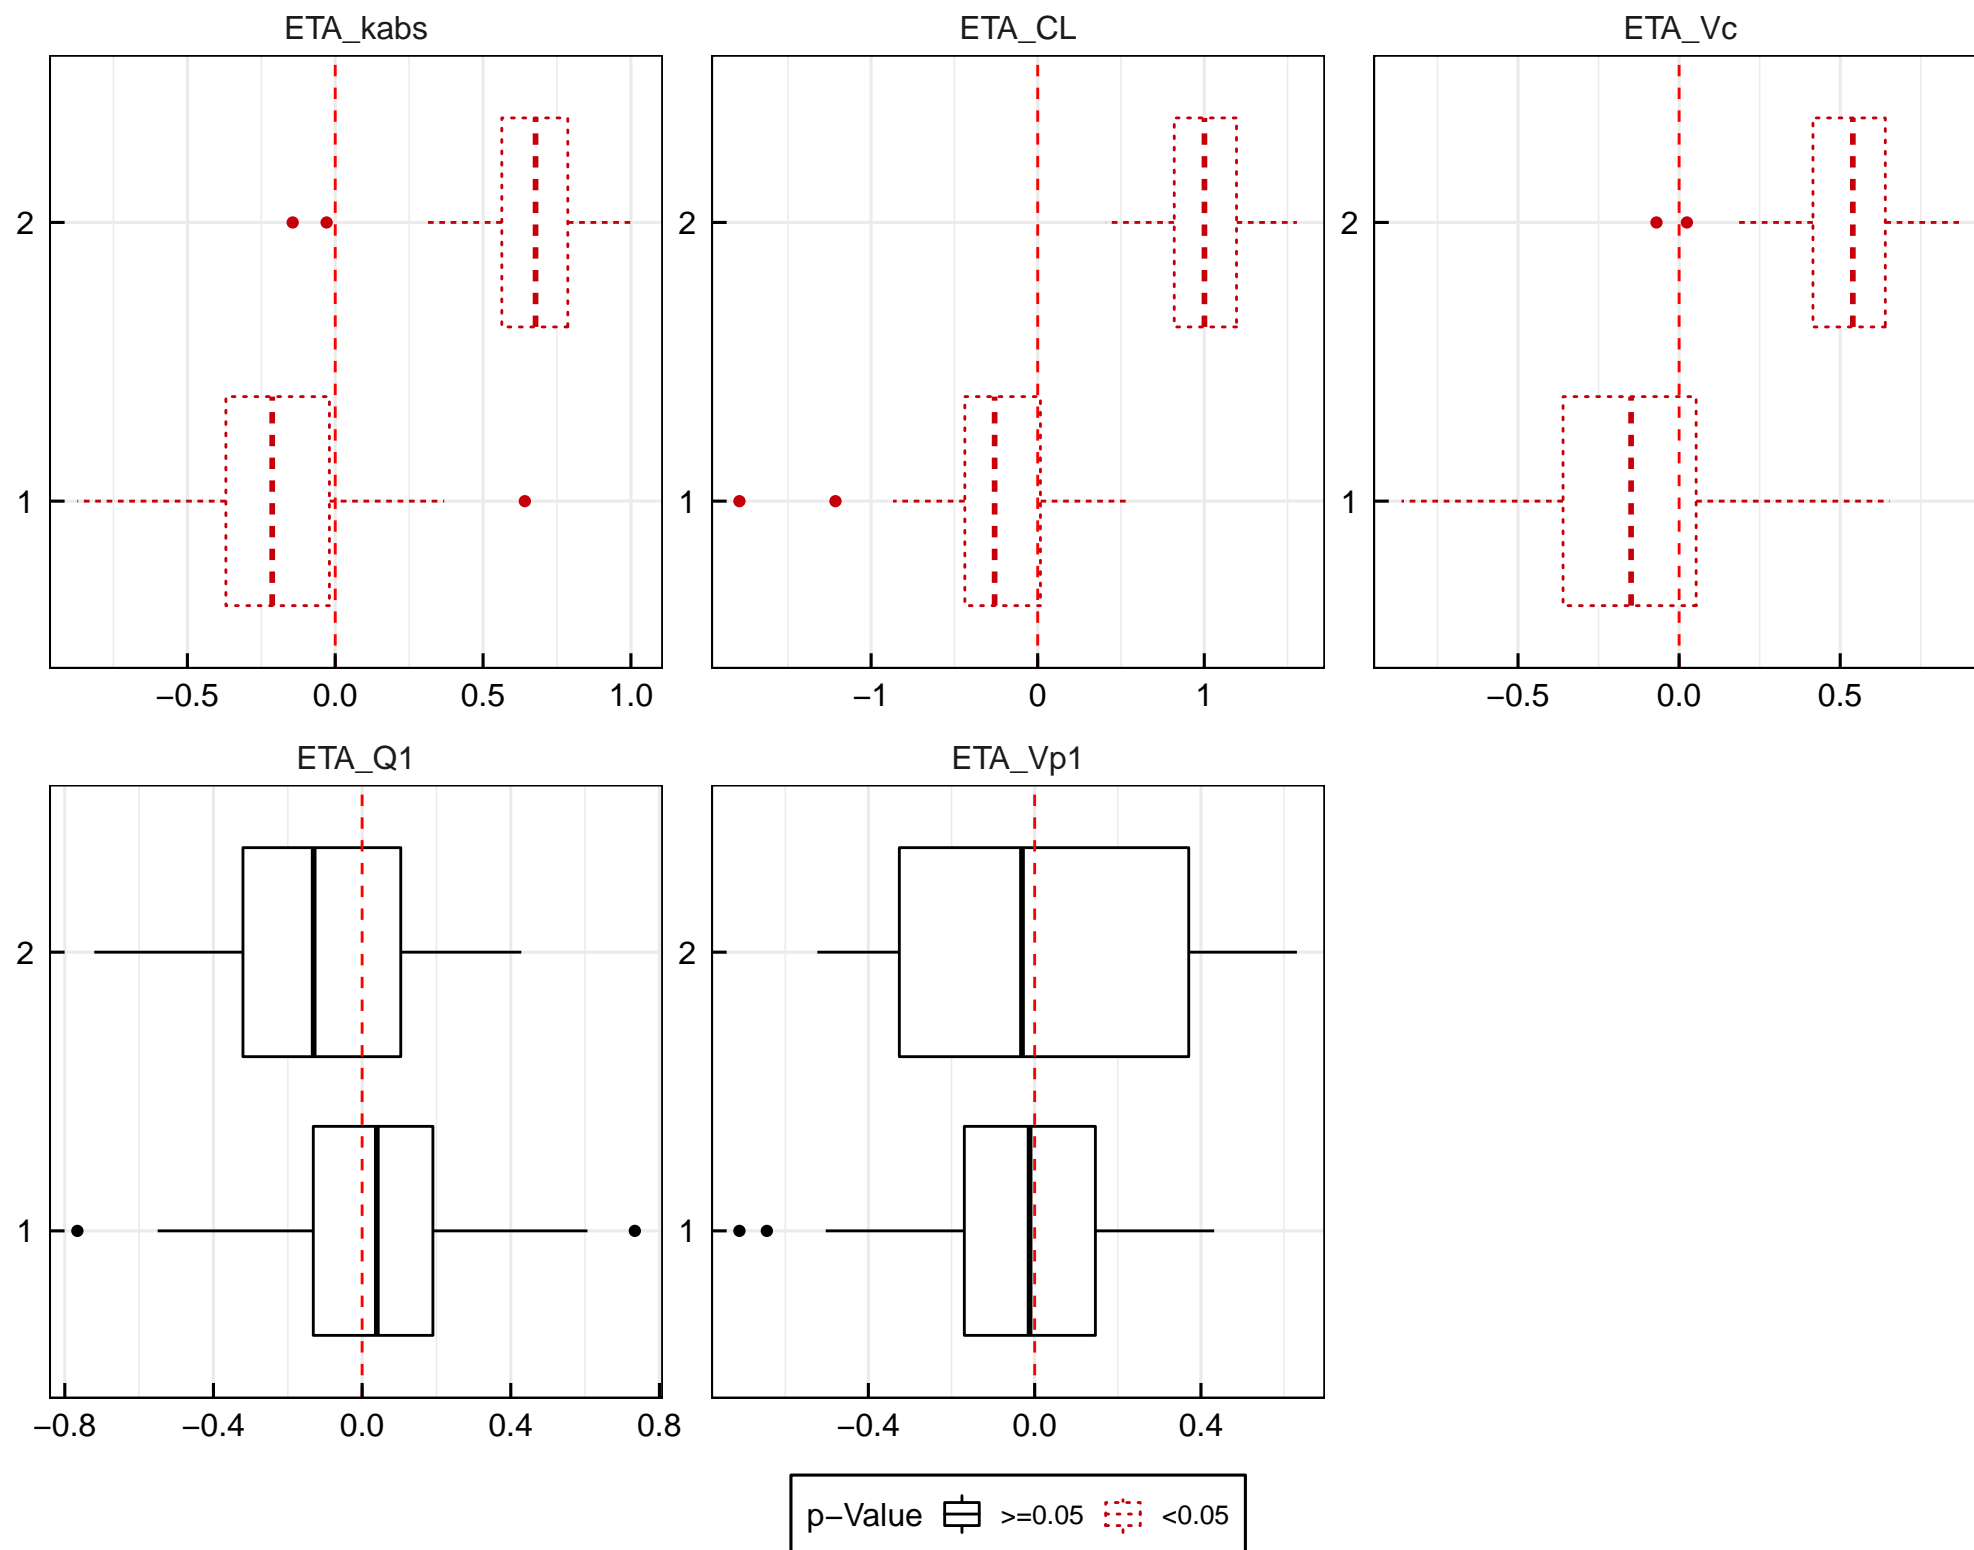 ETA_kabs ETA_CL ETA_Vc
2 2 2
1 1 1
−0.5 0.0 0.5 1.0 −1 0 1 −0.5 0.0 0.5
ETA_Q1 ETA_Vp1
2 2
1 1
−0.8 −0.4 0.0 0.4 0.8 −0.4 0.0 0.4
p−Value >=0.05 <0.05